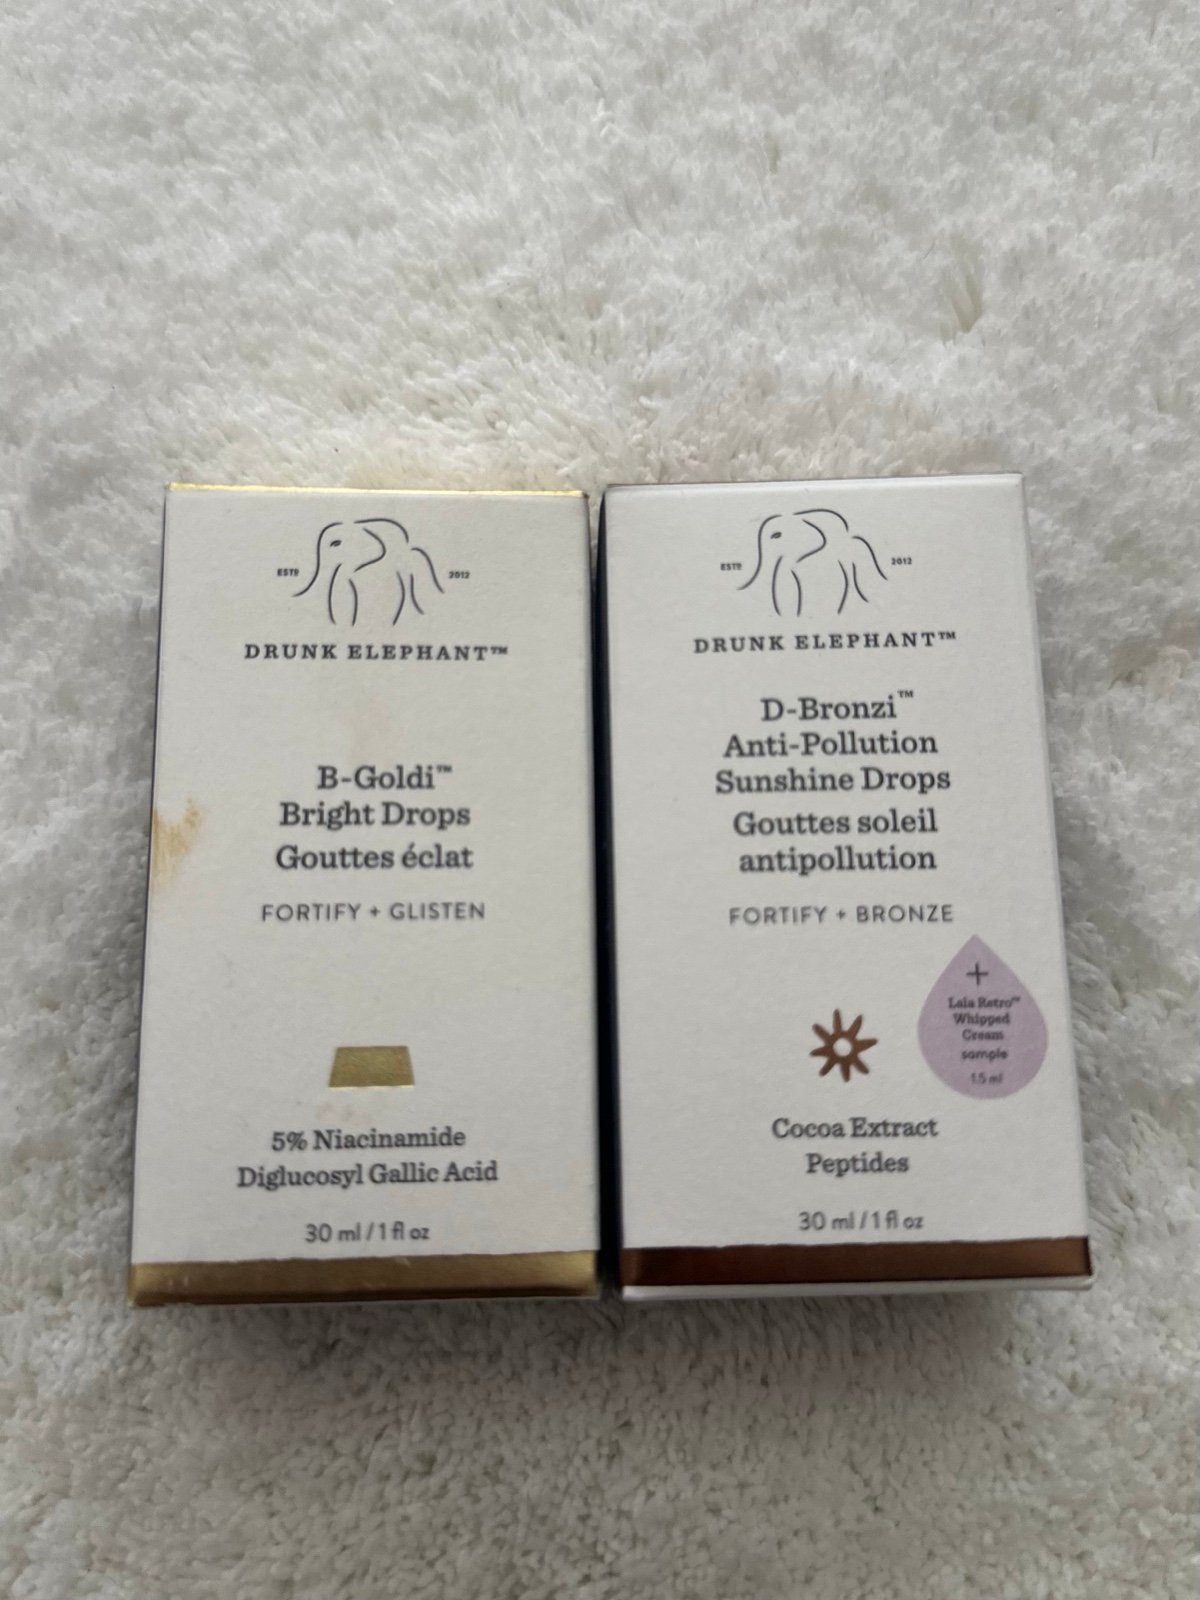 ESTD 2012
DRUNK ELEPHANT™
B-Goldi™
Bright Drops
Gouttes éclat
FORTIFY + GLISTEN
5% Niacinamide
Diglucosyl Gallic Acid
30 ml / 1 fl oz
ESTD 2012
DRUNK ELEPHANT™
D-Bronzi™
Anti-Pollution
Sunshine Drops
Gouttes soleil
antipollution
FORTIFY + BRONZE
+
Lala Retro™
Whipped
Cream
sample
1.5 ml
Cocoa Extract
Peptides
30 ml / 1 fl oz